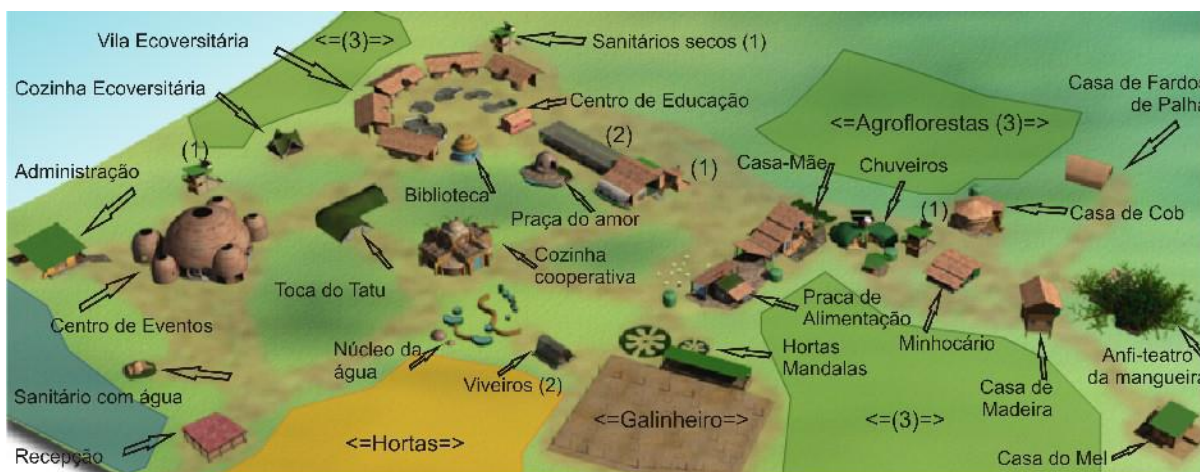 Vila Ecoversitária
<=(3)=>
Sanitários secos (1)
Cozinha Ecoversitária
Centro de Educação
Casa de Fardos
de Palha
(1)
Administração
(2)
<=Agroflorestas (3)=>
Casa-Mãe
Chuveiros
(1)
Biblioteca
Praça do amor
(1)
Casa de Cob
Cozinha
cooperativa
Toca do Tatu
Centro de Eventos
Praca de
Alimentação
Minhocário
Núcleo da
água
Viveiros (2)
Hortas
Mandalas
Casa de
Madeira
Anfi-teatro
da mangueira
Sanitário com água
Recepção
<=Hortas=>
<=Galinheiro=>
<=(3)=>
Casa do Mel